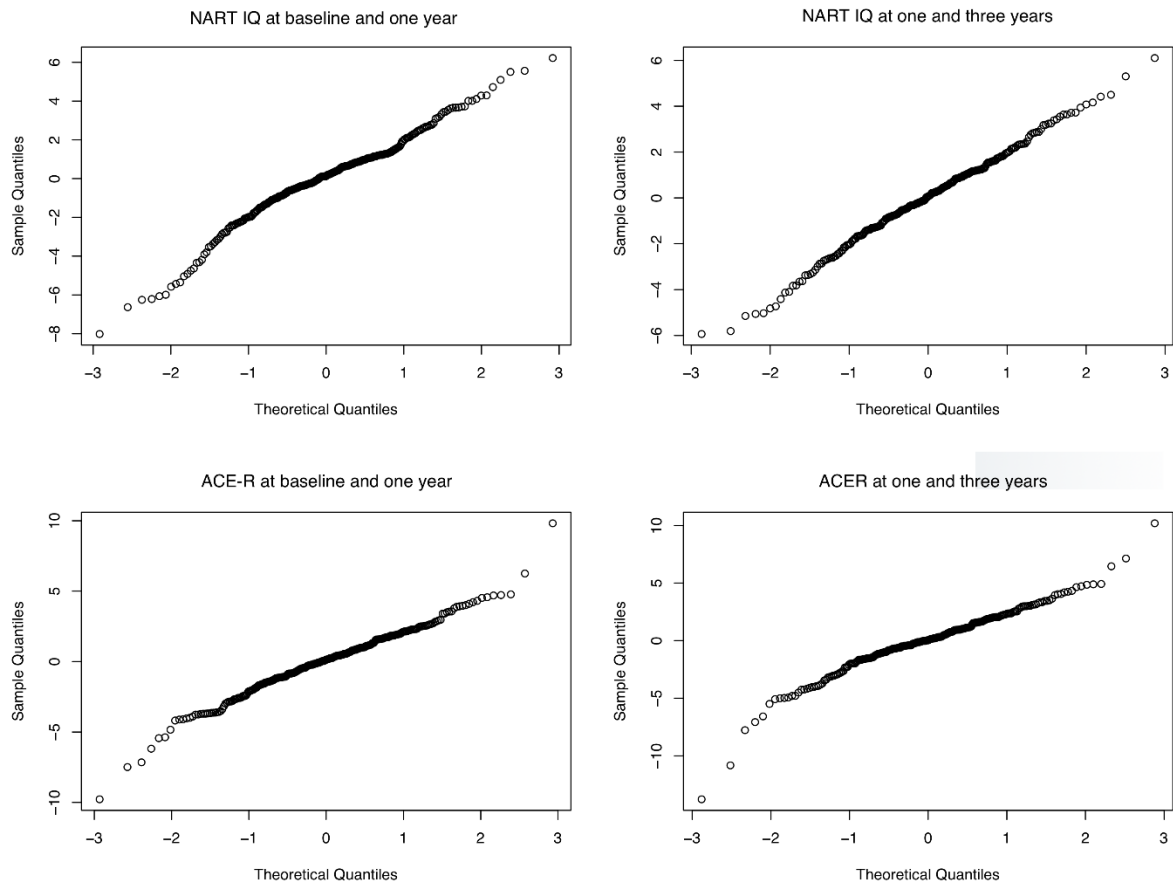 NART IQ at baseline and one year
6
4
2
0
−2
−4
−6
−8
Sample Quantiles
−3 −2 −1 0 1 2 3
Theoretical Quantiles
NART IQ at one and three years
6
4
2
0
−2
−4
−6
Sample Quantiles
−3 −2 −1 0 1 2 3
Theoretical Quantiles
ACE-R at baseline and one year
10
5
0
−5
−10
Sample Quantiles
−3 −2 −1 0 1 2 3
Theoretical Quantiles
ACER at one and three years
10
5
0
−5
−10
Sample Quantiles
−3 −2 −1 0 1 2 3
Theoretical Quantiles